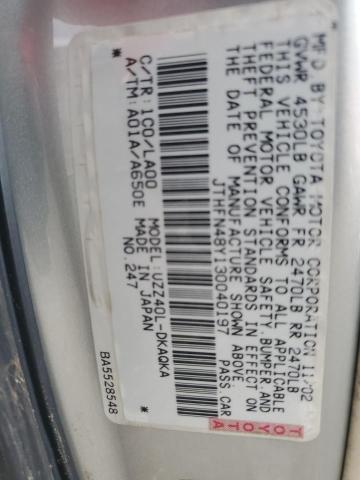 MFD BY: TOYOTA MOTOR CORPORATION 11/02
GVWR 4530LB GAWR FR 2470LB RR 2470LB
THIS VEHICLE CONFORMS TO ALL APPLICABLE
FEDERAL MOTOR VEHICLE SAFETY, BUMPER, AND
THEFT PREVENTION STANDARDS IN EFFECT ON
THE DATE OF MANUFACTURE SHOWN ABOVE.
JTHFN48Y130040197 PASS.CAR
* *
C/TR: 1C0/LA00
A/TM: A01A/A650E
MODEL: UZZ40L-DKAQKA
MADE IN JAPAN
NO.247
TOYOTA
BA5528548